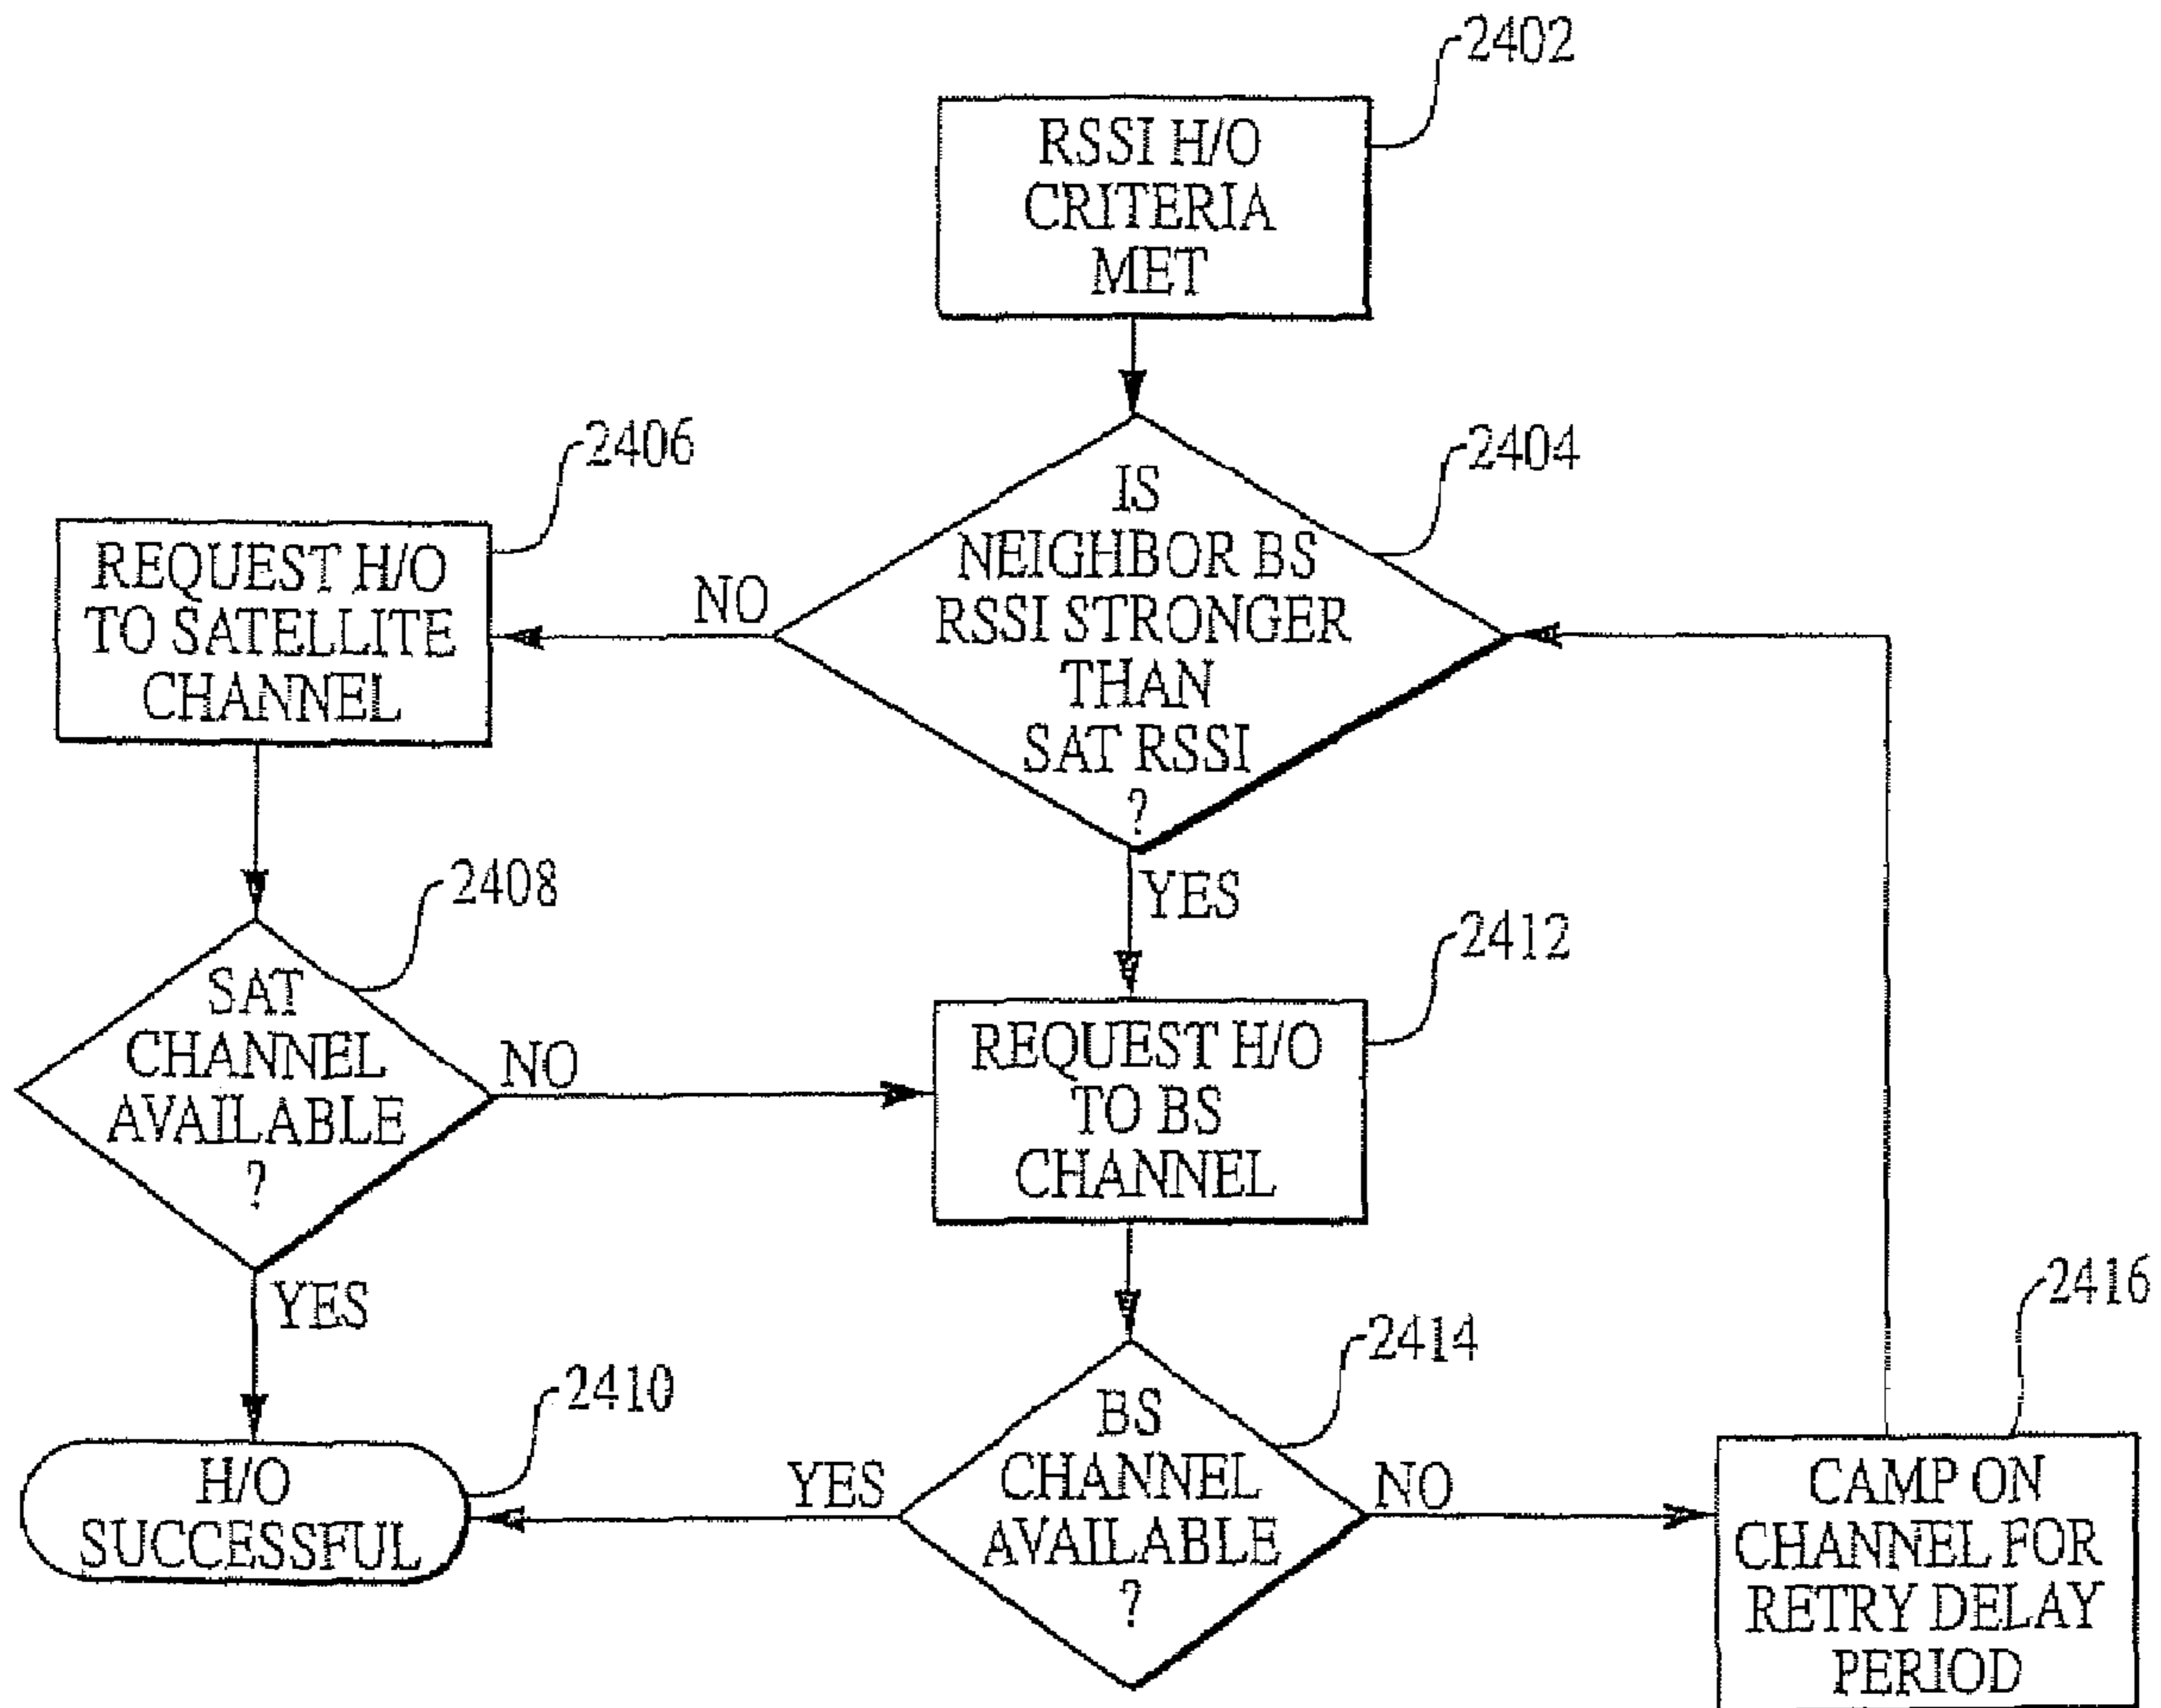 2402
RSSI H/O
CRITERIA
MET
2404
IS
NEIGHBOR BS
RSSI STRONGER
THAN
SAT RSSI
?
NO
YES
2406
REQUEST H/O
TO SATELLITE
CHANNEL
2408
SAT
CHANNEL
AVAILABLE
?
NO
YES
2412
REQUEST H/O
TO BS
CHANNEL
2410
H/O
SUCCESSFUL
2414
BS
CHANNEL
AVAILABLE
?
YES
NO
2416
CAMP ON
CHANNEL FOR
RETRY DELAY
PERIOD